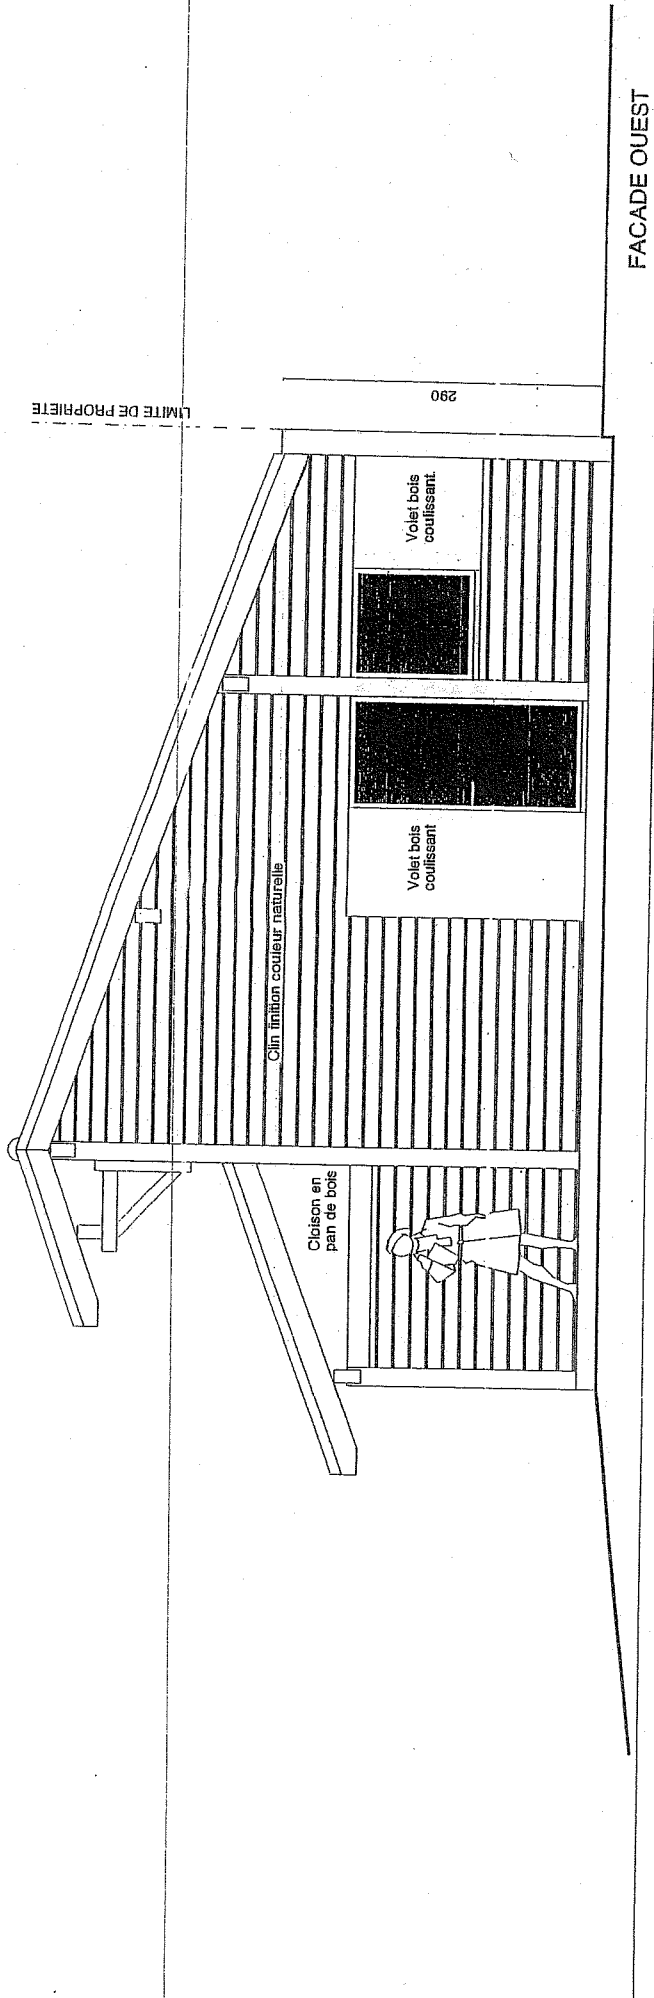 LIMITE DE PROPRIETE
290
Volet bois
coulissant.
Volet bois
coulissant
Clin finition couleur naturelle
Cloison en
pan de bois
FACADE OUEST